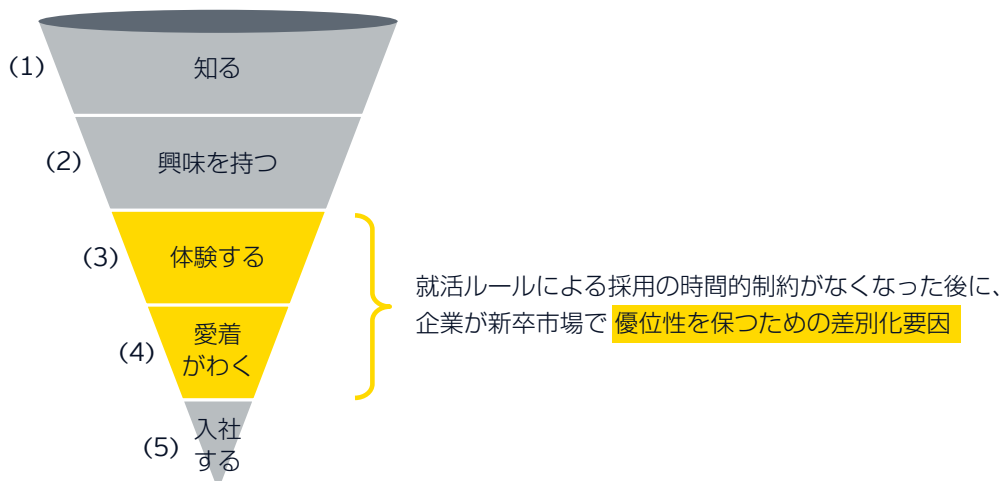 (1) 知る
(2) 興味を持つ
(3) 体験する
(4) 愛着
がわく
(5) 入社
する
就活ルールによる採用の時間的制約がなくなった後に、
企業が新卒市場で 優位性を保つための差別化要因